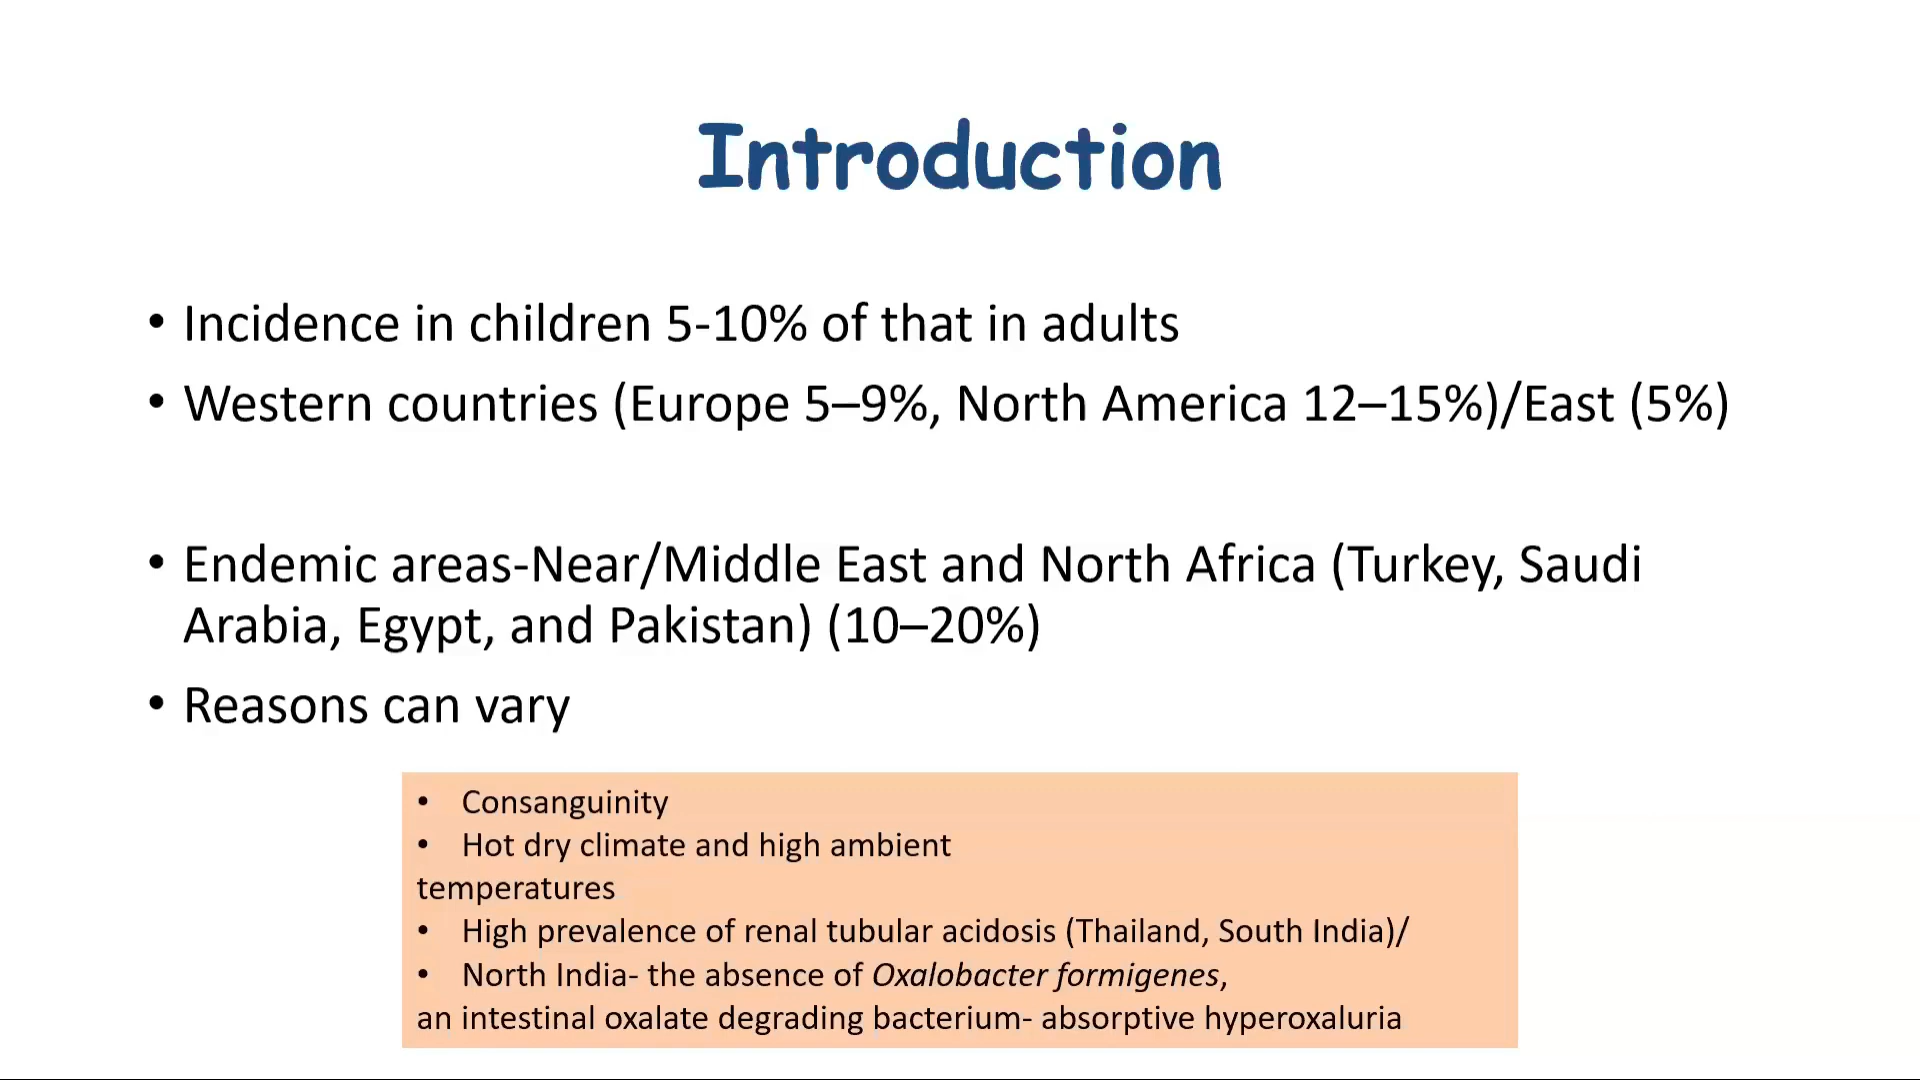 Introduction
• Incidence in children 5-10% of that in adults
• Western countries (Europe 5–9%, North America 12–15%)/East (5%)
• Endemic areas-Near/Middle East and North Africa (Turkey, Saudi
Arabia, Egypt, and Pakistan) (10–20%)
• Reasons can vary
• Consanguinity
• Hot dry climate and high ambient
temperatures
• High prevalence of renal tubular acidosis (Thailand, South India)/
• North India- the absence of Oxalobacter formigenes,
an intestinal oxalate degrading bacterium- absorptive hyperoxaluria